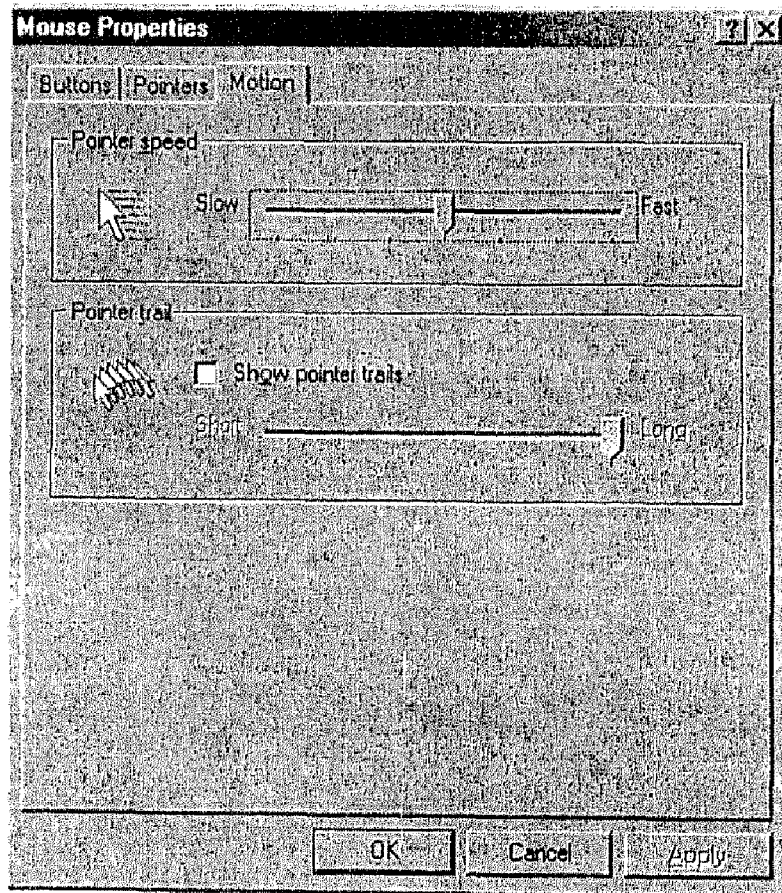 Mouse Properties
Buttons Pointers Motion
Pointer speed
Slow Fast
Pointer trail
Show pointer trails
Short Long
OK Cancel Apply